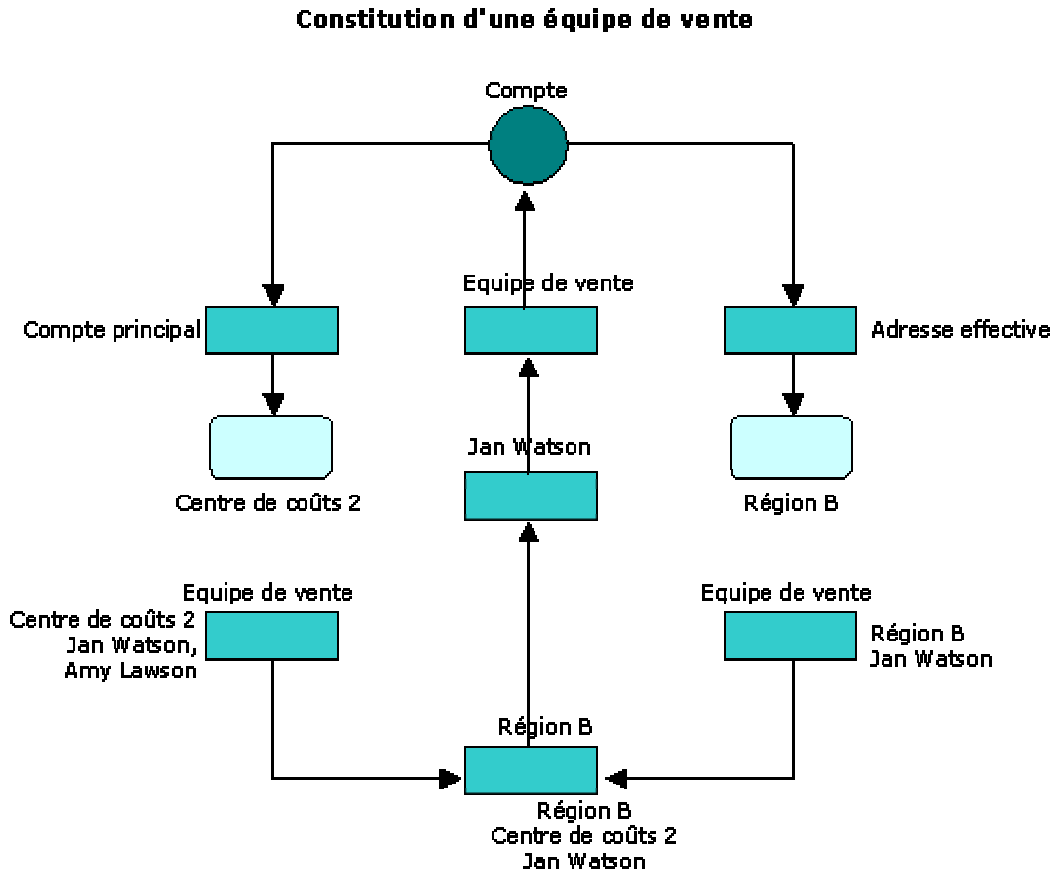 Constitution d'une équipe de vente
Compte
Equipe de vente
Compte principal
Adresse effective
Jan Watson
Centre de coûts 2
Région B
Equipe de vente
Centre de coûts 2
Jan Watson,
Amy Lawson
Equipe de vente
Région B
Jan Watson
Région B
Région B
Centre de coûts 2
Jan Watson